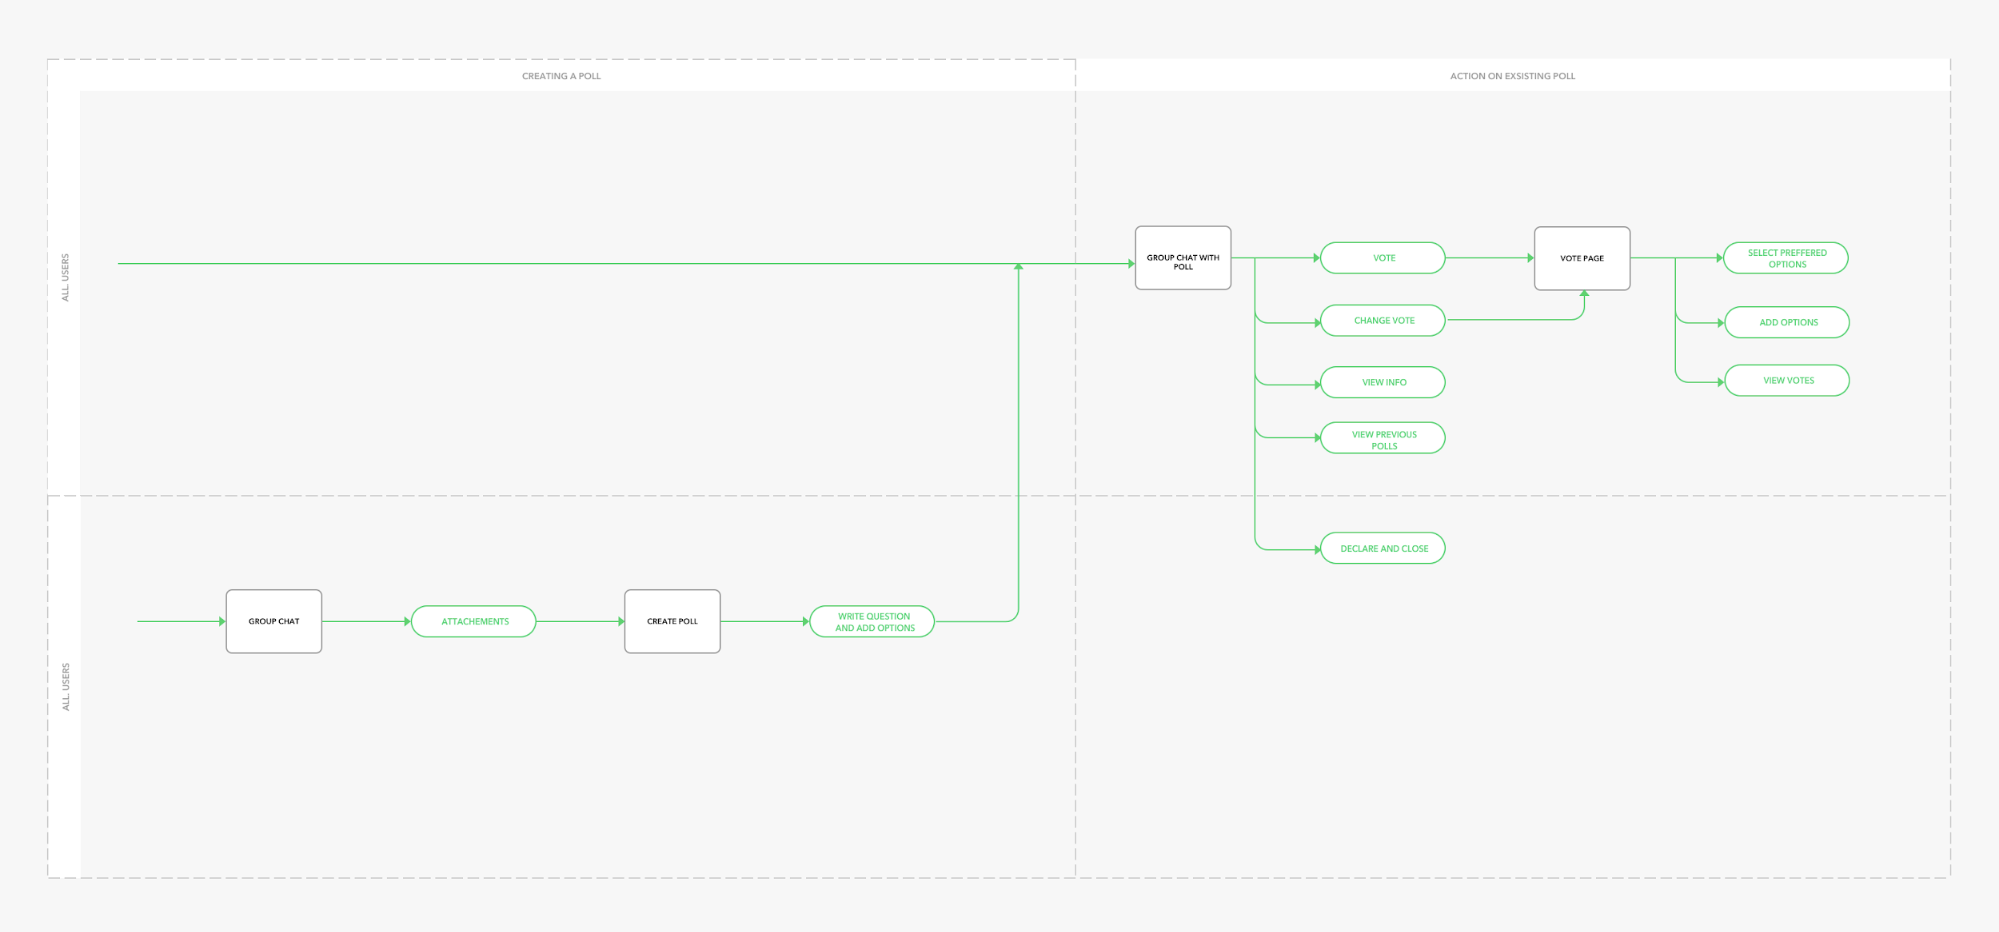 CREATING A POLL
ACTION ON EXSISTING POLL
ALL USERS
GROUP CHAT WITH
POLL
VOTE
VOTE PAGE
SELECT PREFFERED
OPTIONS
CHANGE VOTE
ADD OPTIONS
VIEW INFO
VIEW VOTES
VIEW PREVIOUS
POLLS
DECLARE AND CLOSE
ALL USERS
GROUP CHAT
ATTACHEMENTS
CREATE POLL
WRITE QUESTION
AND ADD OPTIONS